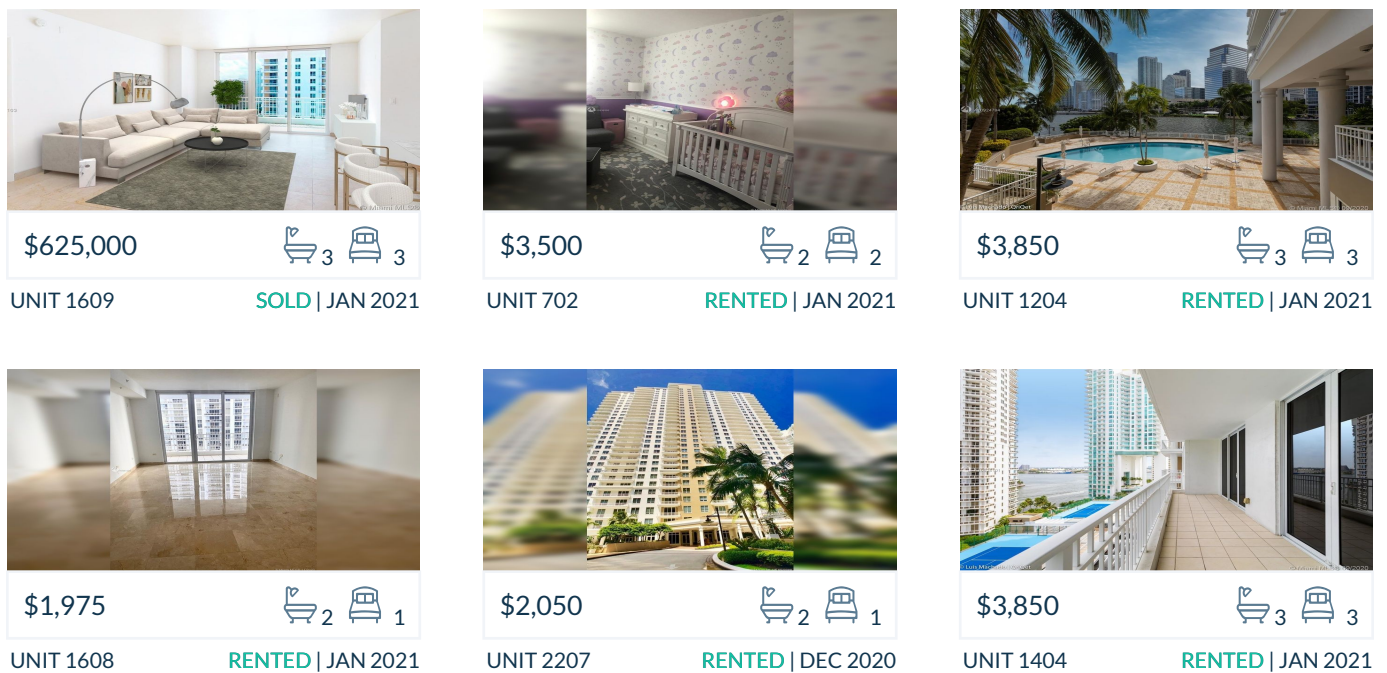 $625,000 3 3
UNIT 1609 SOLD | JAN 2021
$3,500 2 2
UNIT 702 RENTED | JAN 2021
$3,850 3 3
UNIT 1204 RENTED | JAN 2021
$1,975 2 1
UNIT 1608 RENTED | JAN 2021
$2,050 2 1
UNIT 2207 RENTED | DEC 2020
$3,850 3 3
UNIT 1404 RENTED | JAN 2021